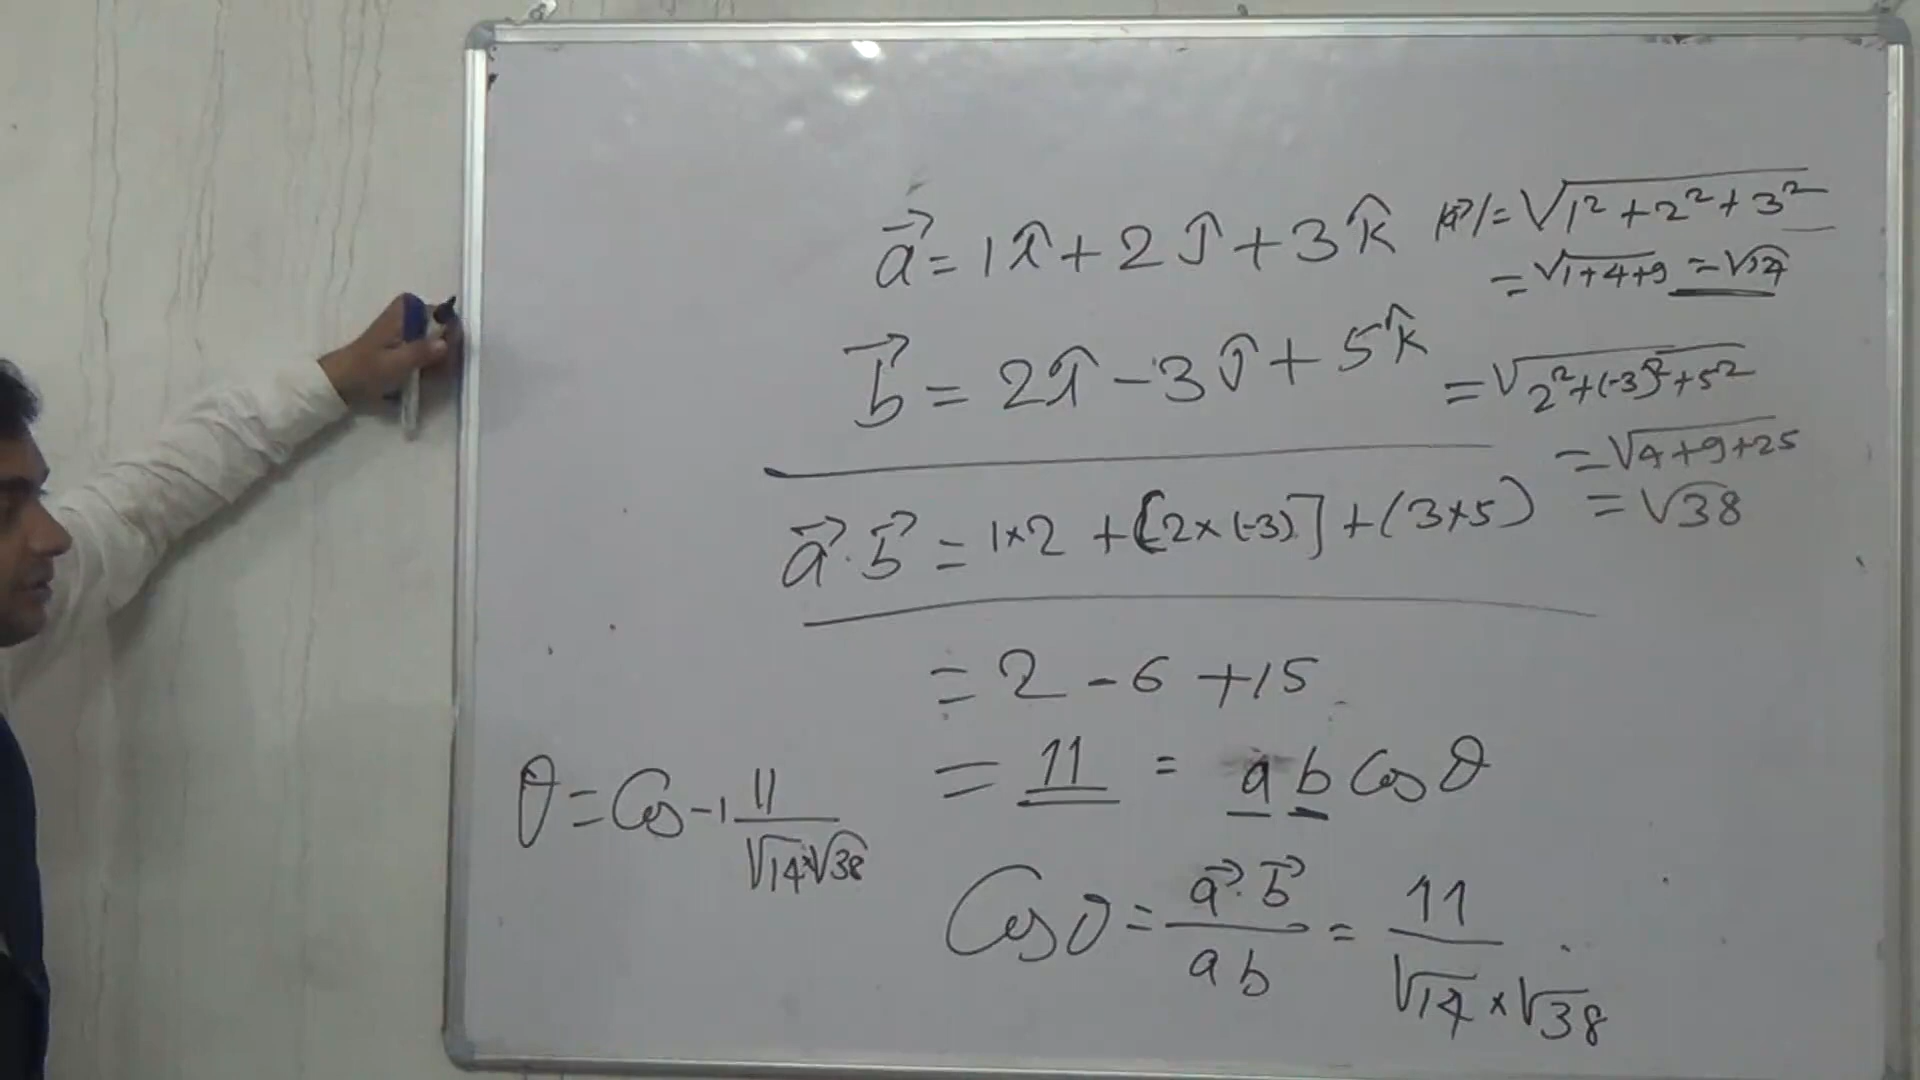 a⃗ = 1î + 2ĵ + 3k̂
|a⃗| = √1² + 2² + 3²
= √1+4+9 = √14
b⃗ = 2î - 3ĵ + 5k̂
= √2² + (-3)² + 5²
= √4+9+25
= √38
a⃗ · b⃗ = 1×2 + [2×(-3)] + (3×5)
= 2 - 6 + 15
= 11 = a b Cos θ
Cos θ = a⃗ · b⃗ / a b = 11 / √14 × √38
θ = Cos-1 11 / √14 × √38